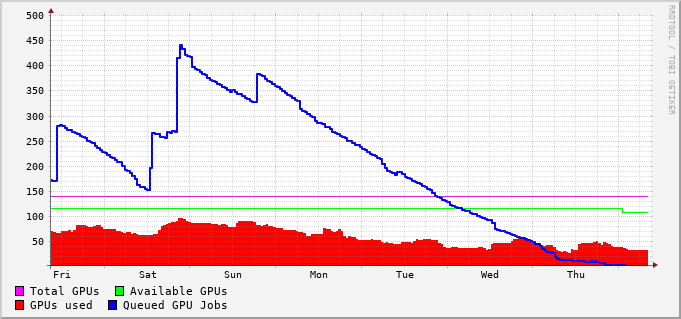 500
450
400
350
300
250
200
150
100
50
Fri Sat Sun Mon Tue Wed Thu
Total GPUs Available GPUs
GPUs used Queued GPU Jobs
RRDTOOL / TOBI OETIKER